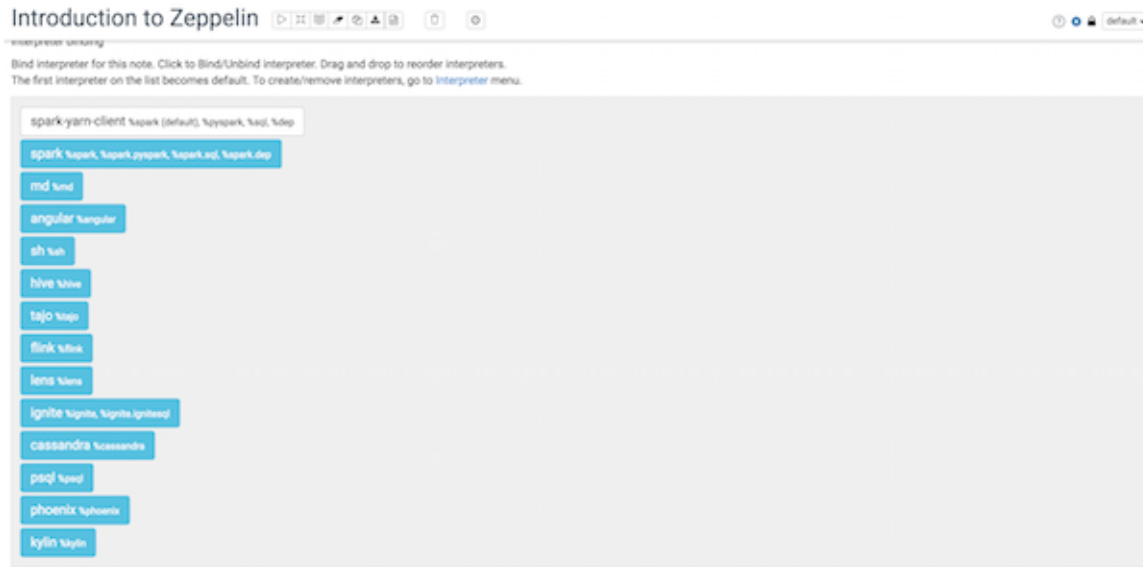 Introduction to Zeppelin
default
Interpreter binding
Bind interpreter for this note. Click to Bind/Unbind interpreter. Drag and drop to reorder interpreters.
The first interpreter on the list becomes default. To create/remove interpreters, go to Interpreter menu.
spark-yarn-client %spark (default), %pyspark, %sql, %dep
spark %spark, %spark.pyspark, %spark.sql, %spark.dep
md %md
angular %angular
sh %sh
hive %hive
tajo %tajo
flink %flink
lens %lens
ignite %ignite, %ignite.ignitesql
cassandra %cassandra
psql %psql
phoenix %phoenix
kylin %kylin